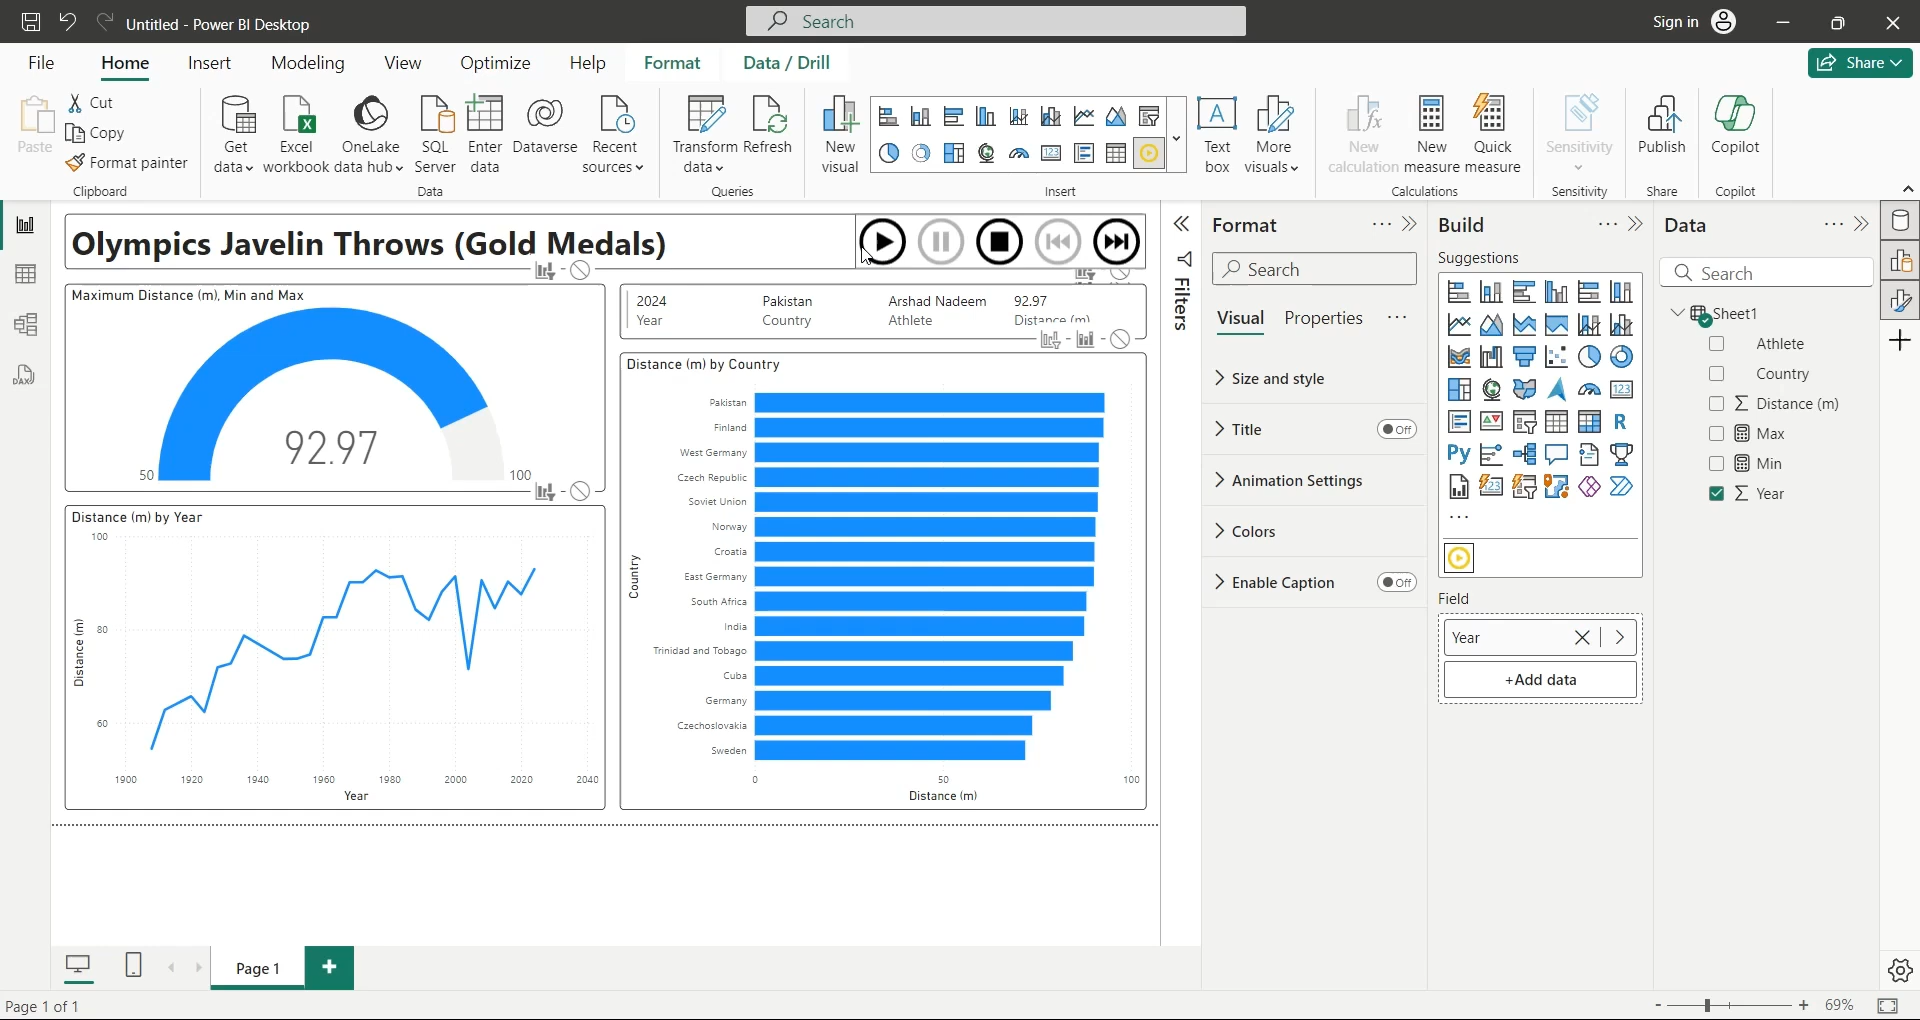 Untitled - Power BI Desktop
Search
Sign in
File Home Insert Modeling View Optimize Help Format Data / Drill
Share
Paste
Cut
Copy
Format painter
Clipboard
Get data
Excel workbook
OneLake data hub
SQL Server
Enter data
Dataverse
Recent sources
Data
Transform data
Refresh
Queries
New visual
Text box
More visuals
Insert
New calculation
New measure
Quick measure
Calculations
Sensitivity
Sensitivity
Publish
Share
Copilot
Copilot
Olympics Javelin Throws (Gold Medals)
Maximum Distance (m), Min and Max
92.97
50
100
2024 Pakistan Arshad Nadeem 92.97
Year Country Athlete Distance (m)
Distance (m) by Year
100
80
60
Distance (m)
1900 1920 1940 1960 1980 2000 2020 2040
Year
Distance (m) by Country
Country
Pakistan
Finland
West Germany
Czech Republic
Soviet Union
Norway
Croatia
East Germany
South Africa
India
Trinidad and Tobago
Cuba
Germany
Czechoslovakia
Sweden
0 50 100
Distance (m)
Filters
Format
Search
Visual Properties
Size and style
Title Off
Animation Settings
Colors
Enable Caption Off
Build
Suggestions
123
R
Py
Field
Year
+Add data
Data
Search
Sheet1
Athlete
Country
Distance (m)
Max
Min
Year
DAX
Page 1
Page 1 of 1
- + 69%